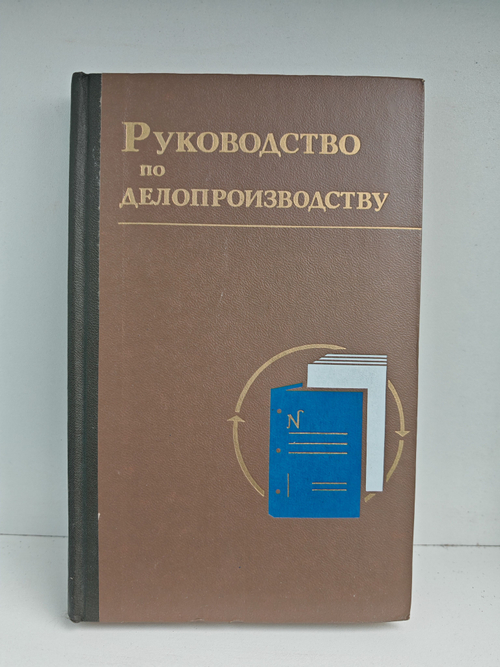 Руководство
по
делопроизводству
N